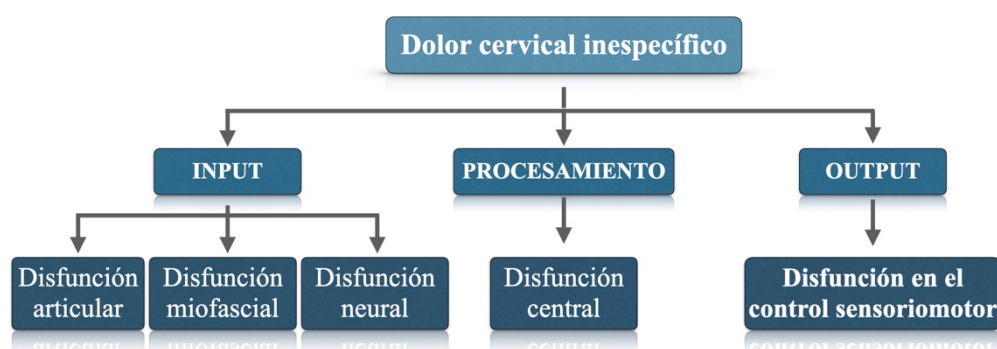 Dolor cervical inespecífico
INPUT
PROCESAMIENTO
OUTPUT
Disfunción
articular
Disfunción
miofascial
Disfunción
neural
Disfunción
central
Disfunción en el
control sensoriomotor